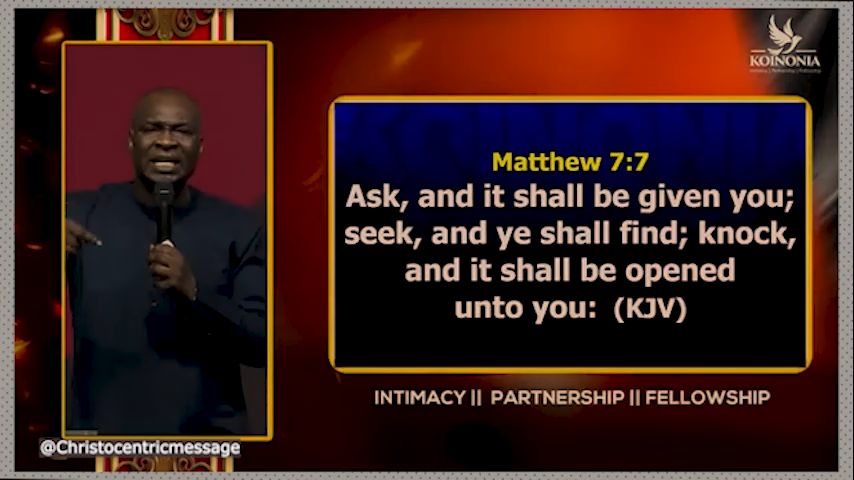 KOINONIA
Matthew 7:7
Ask, and it shall be given you;
seek, and ye shall find; knock,
and it shall be opened
unto you: (KJV)
INTIMACY || PARTNERSHIP || FELLOWSHIP
@Christocentricmessage